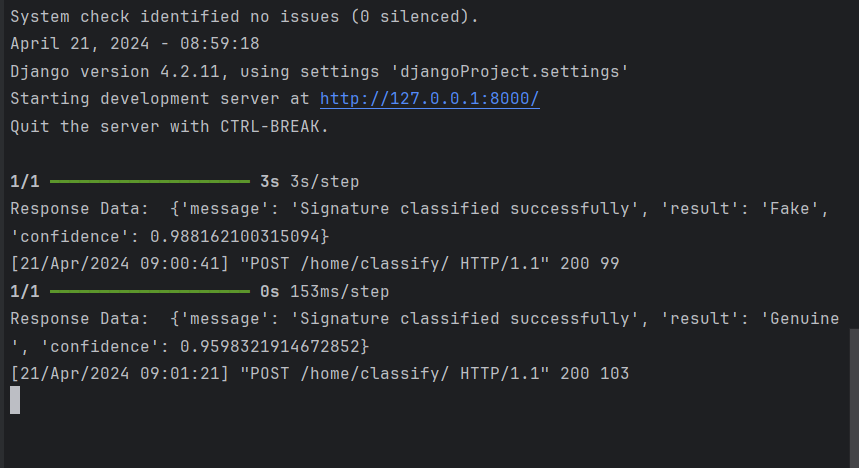 System check identified no issues (0 silenced).
April 21, 2024 - 08:59:18
Django version 4.2.11, using settings 'djangoProject.settings'
Starting development server at http://127.0.0.1:8000/
Quit the server with CTRL-BREAK.
1/1 ━━━━━━━━━━━━━━━━━━━━ 3s 3s/step
Response Data:  {'message': 'Signature classified successfully', 'result': 'Fake',
'confidence': 0.988162100315094}
[21/Apr/2024 09:00:41] "POST /home/classify/ HTTP/1.1" 200 99
1/1 ━━━━━━━━━━━━━━━━━━━━ 0s 153ms/step
Response Data:  {'message': 'Signature classified successfully', 'result': 'Genuine
', 'confidence': 0.9598321914672852}
[21/Apr/2024 09:01:21] "POST /home/classify/ HTTP/1.1" 200 103